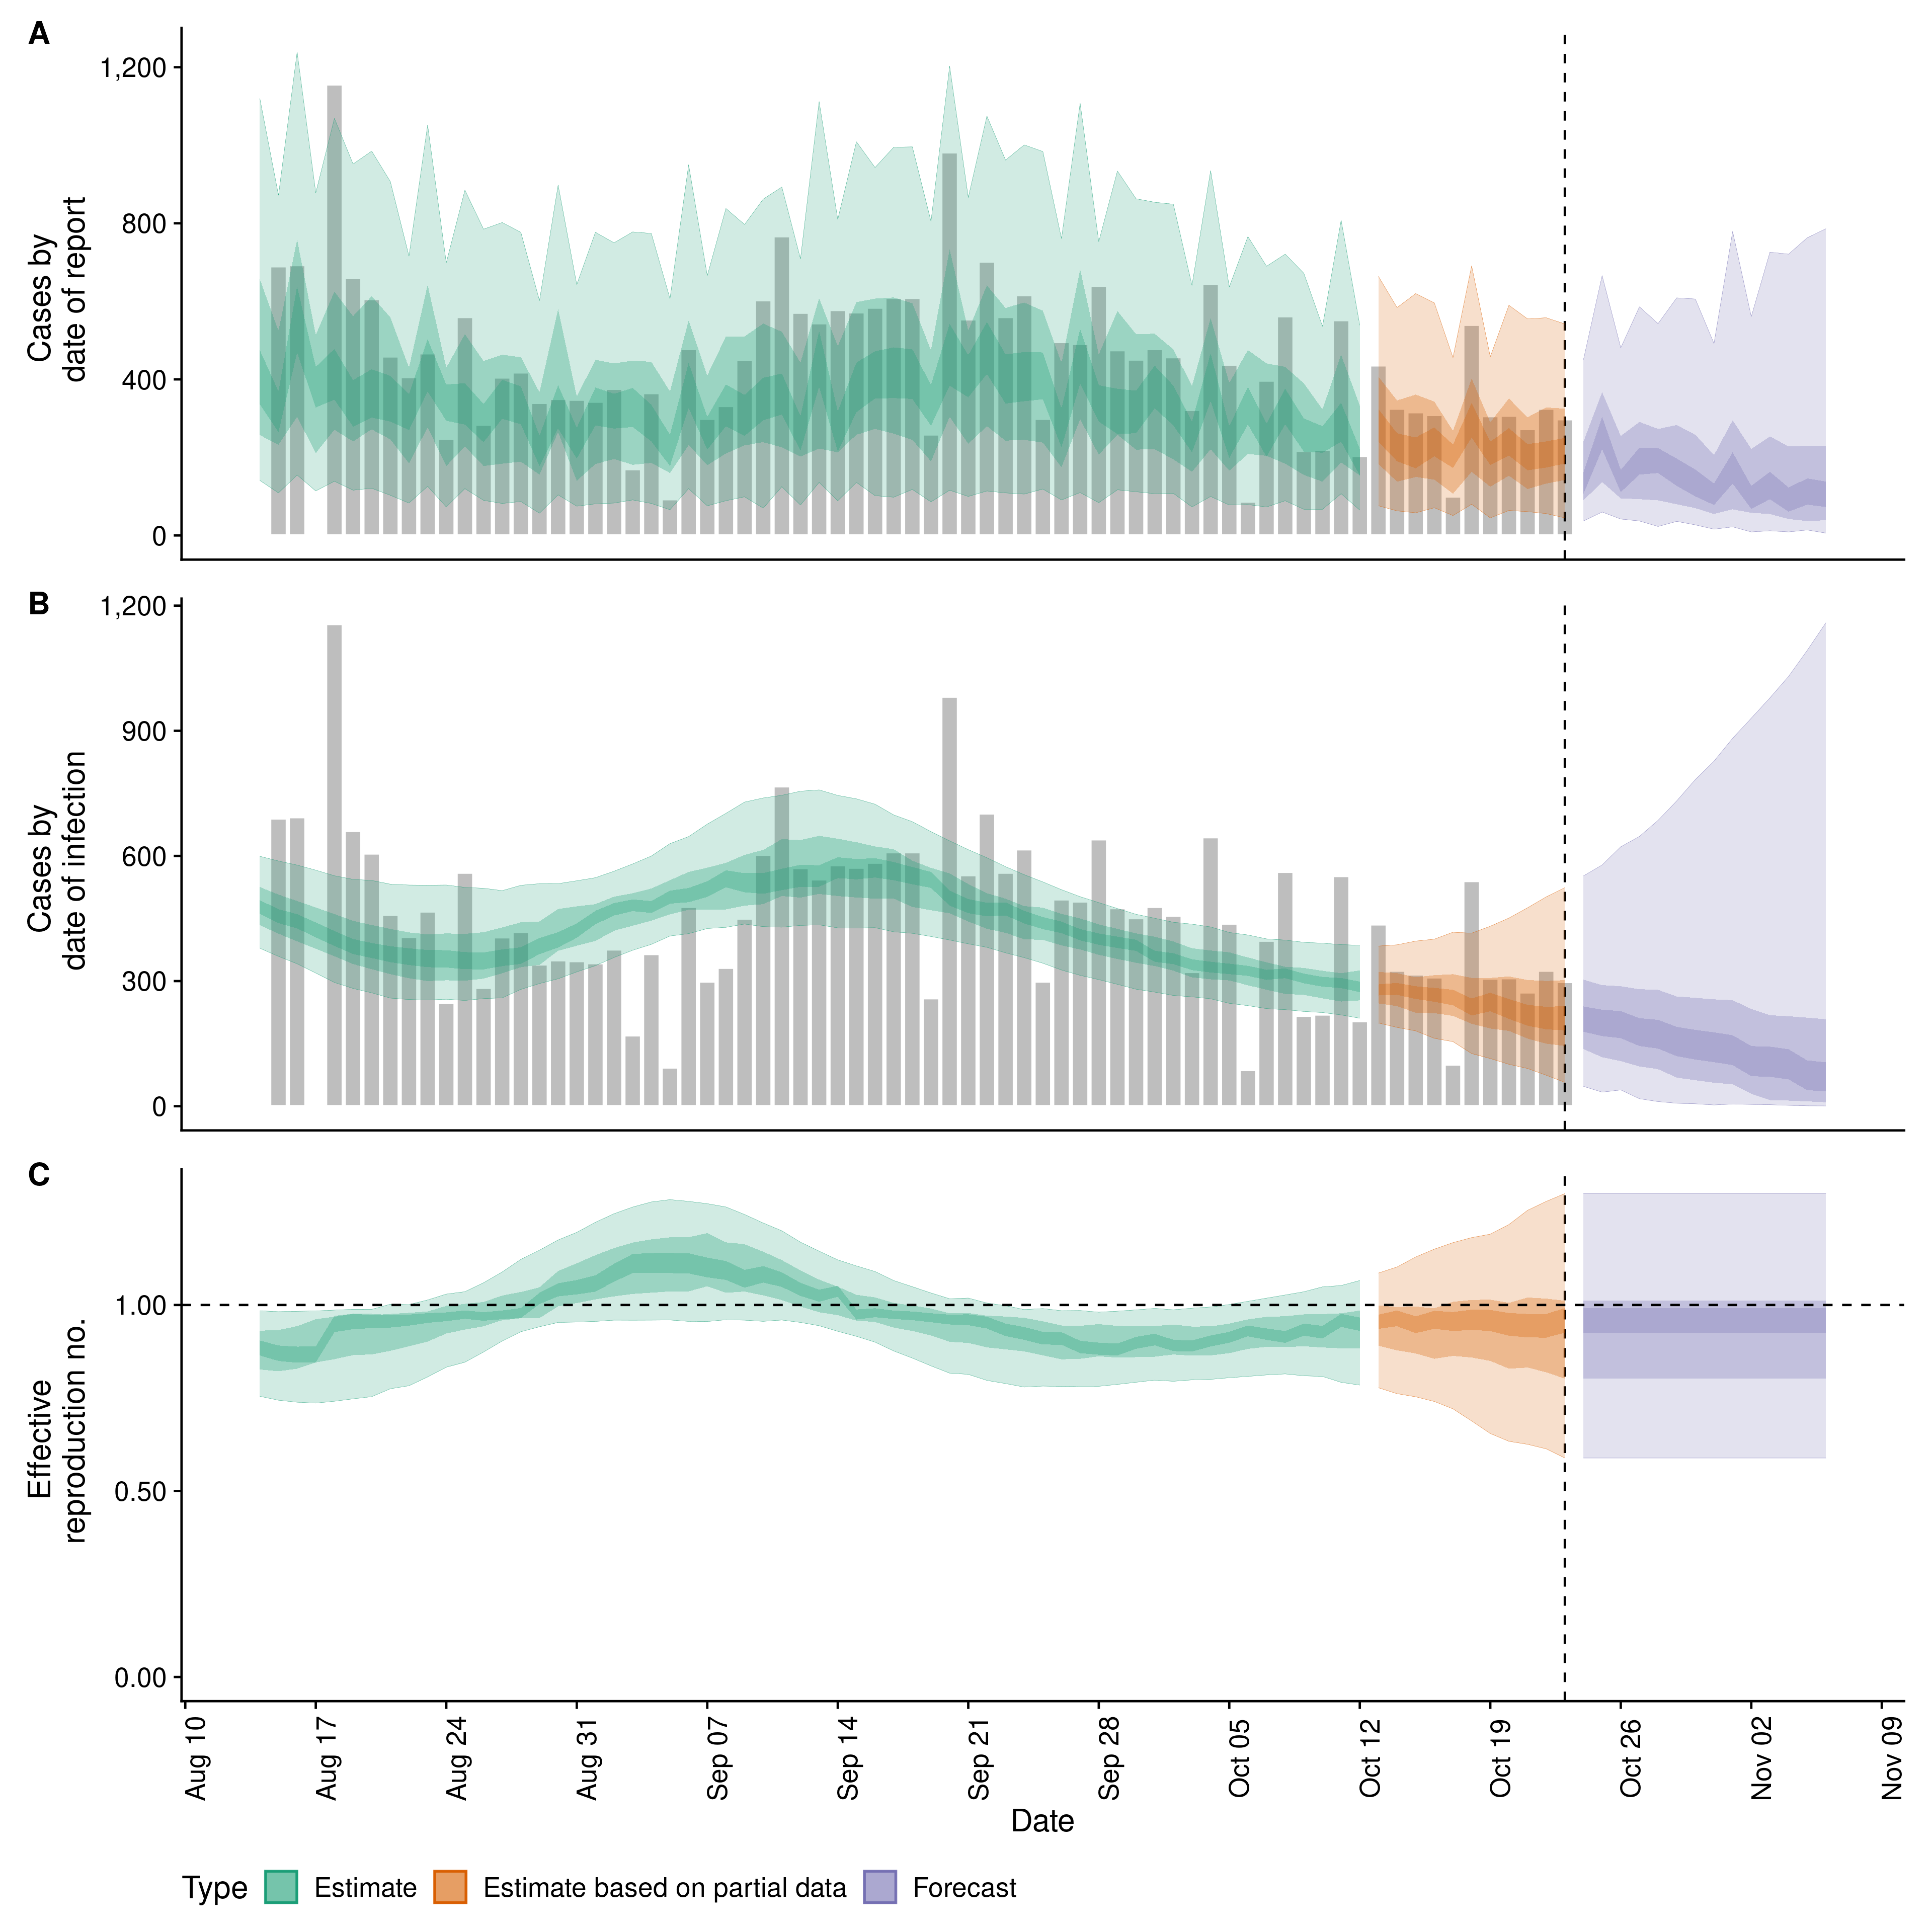 A
Cases by
date of report
1,200
800
400
0
B
Cases by
date of infection
1,200
900
600
300
0
C
Effective
reproduction no.
1.00
0.50
0.00
Aug 10
Aug 17
Aug 24
Aug 31
Sep 07
Sep 14
Sep 21
Sep 28
Oct 05
Oct 12
Oct 19
Oct 26
Nov 02
Nov 09
Date
Type Estimate Estimate based on partial data Forecast